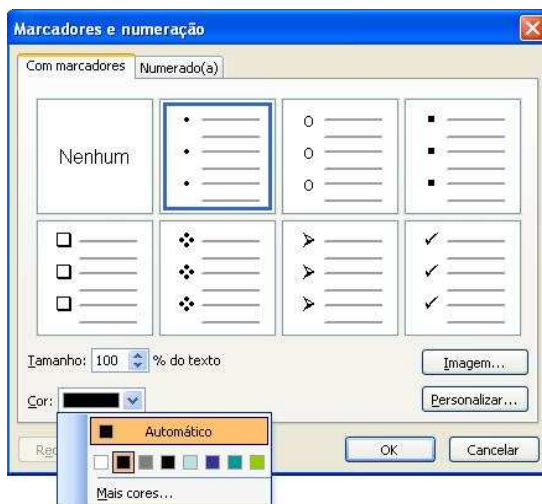 Marcadores e numeração
Com marcadores
Numerado(a)
Nenhum
Tamanho: 100 % do texto
Imagem...
Cor:
Personalizar...
Automático
OK
Cancelar
Mais cores...